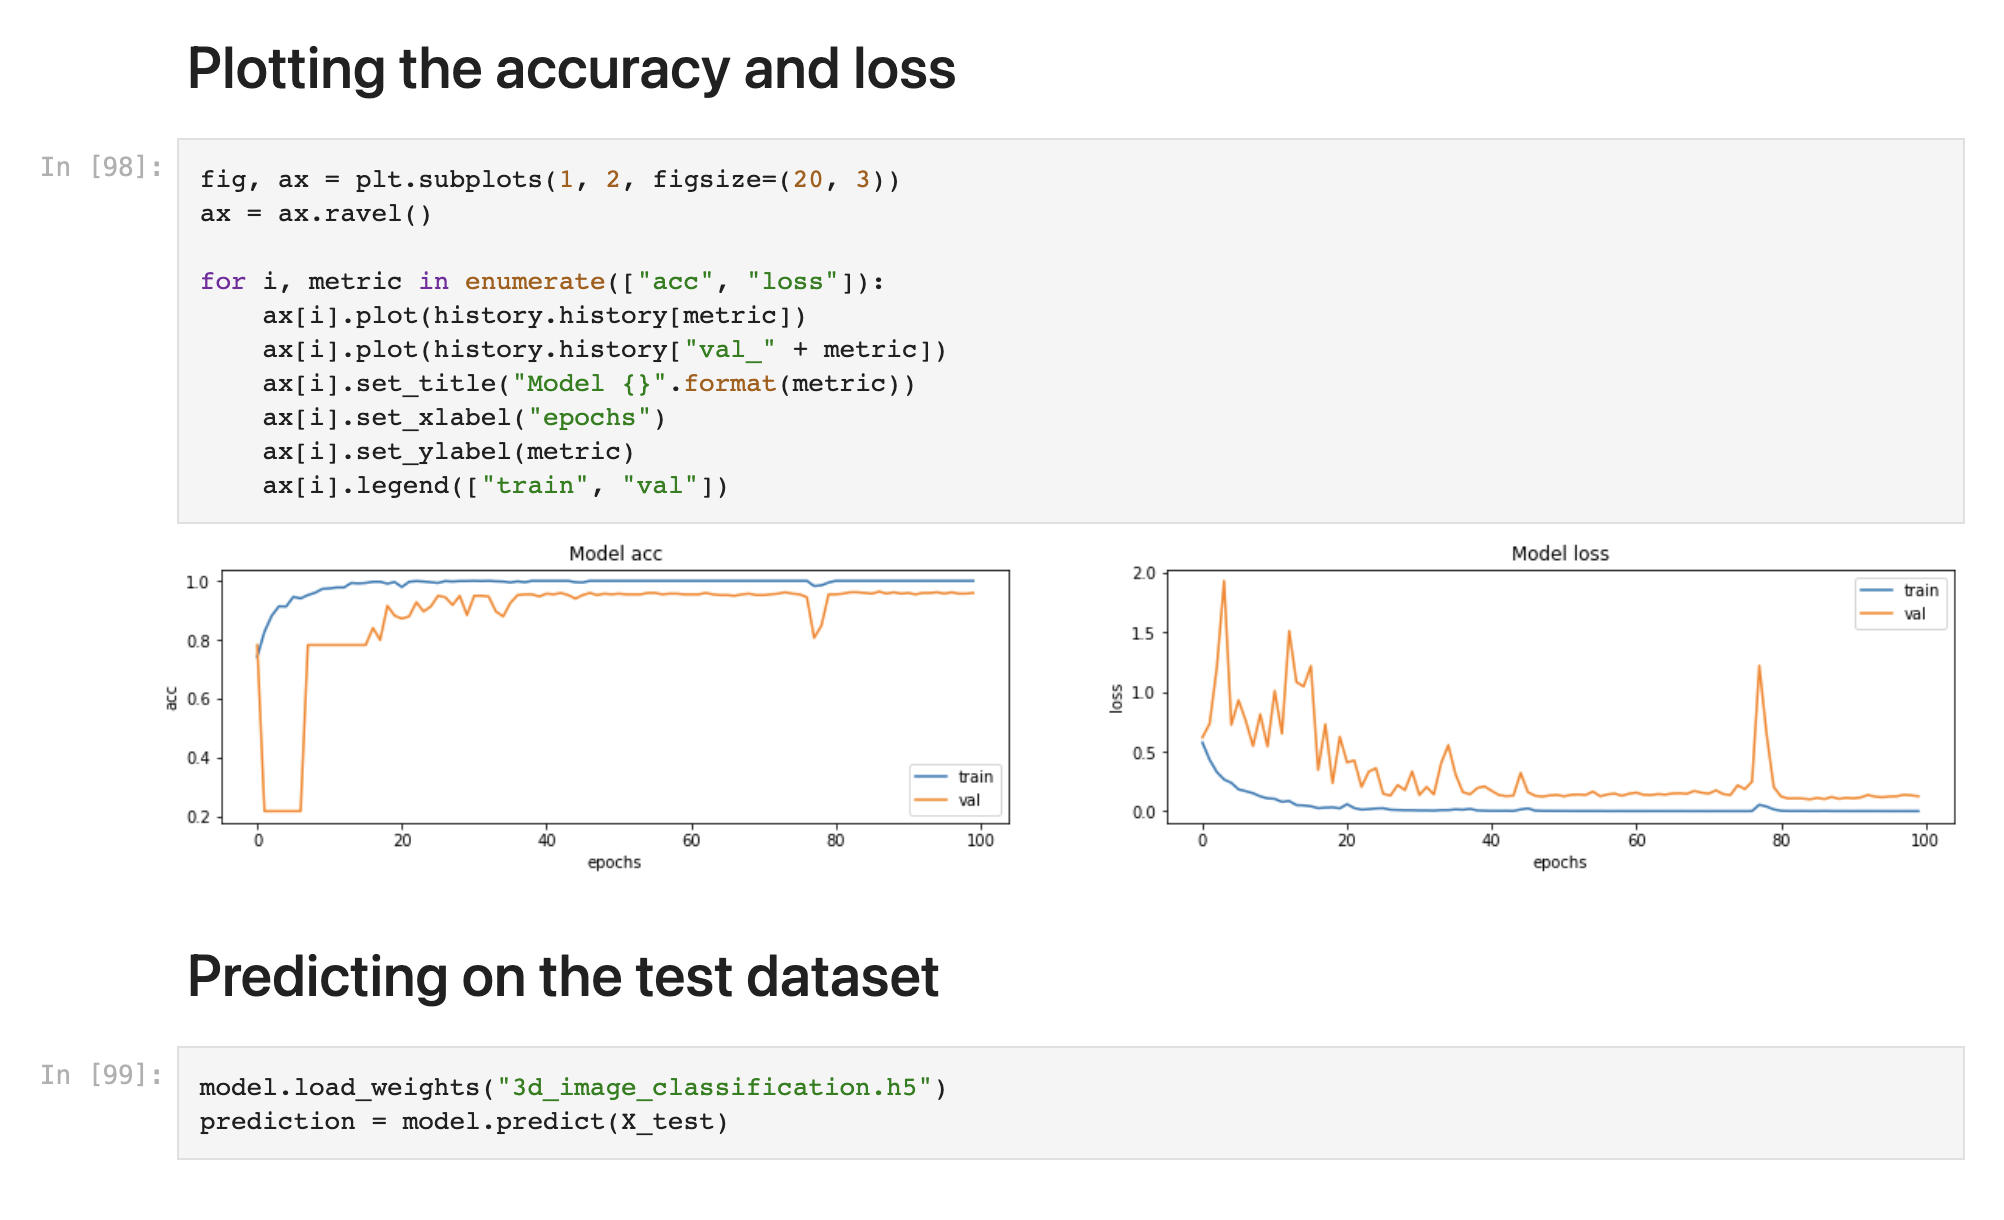 Plotting the accuracy and loss
In [98]:
fig, ax = plt.subplots(1, 2, figsize=(20, 3))
ax = ax.ravel()
for i, metric in enumerate(["acc", "loss"]):
    ax[i].plot(history.history[metric])
    ax[i].plot(history.history["val_" + metric])
    ax[i].set_title("Model {}".format(metric))
    ax[i].set_xlabel("epochs")
    ax[i].set_ylabel(metric)
    ax[i].legend(["train", "val"])
Model acc
1.0
0.8
0.6
0.4
0.2
acc
0 20 40 60 80 100
epochs
train
val
Model loss
2.0
1.5
1.0
0.5
0.0
loss
0 20 40 60 80 100
epochs
train
val
Predicting on the test dataset
In [99]:
model.load_weights("3d_image_classification.h5")
prediction = model.predict(X_test)